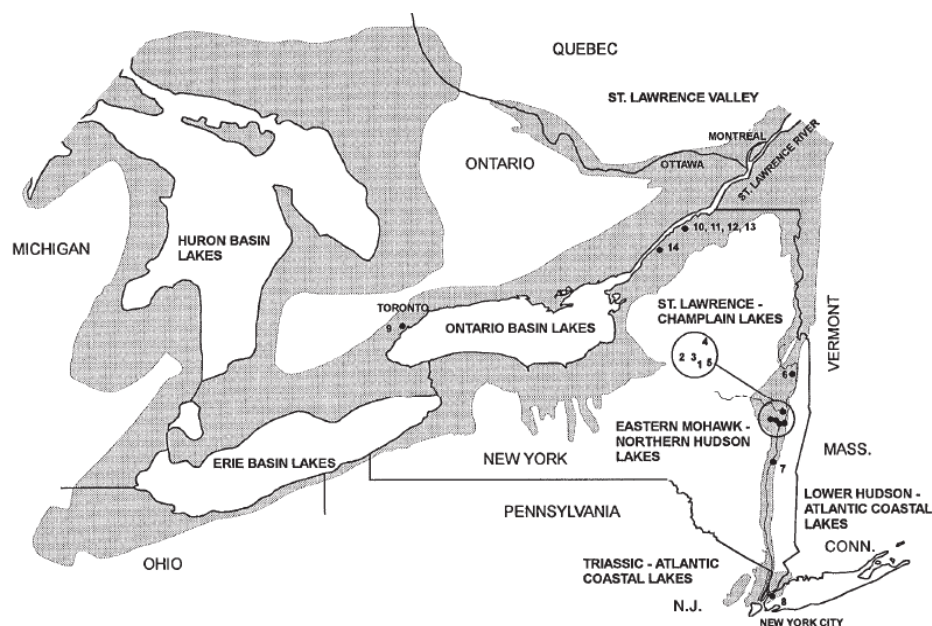 QUEBEC
ST. LAWRENCE VALLEY
MONTRÉAL
ST. LAWRENCE RIVER
OTTAWA
ONTARIO
10, 11, 12, 13
14
MICHIGAN
HURON BASIN
LAKES
TORONTO
9
ONTARIO BASIN LAKES
ST. LAWRENCE -
CHAMPLAIN LAKES
VERMONT
4
2 3 1 5
6
EASTERN MOHAWK -
NORTHERN HUDSON
LAKES
MASS.
ERIE BASIN LAKES
NEW YORK
7
LOWER HUDSON -
ATLANTIC COASTAL
LAKES
PENNSYLVANIA
CONN.
OHIO
TRIASSIC - ATLANTIC
COASTAL LAKES
N.J.
8
NEW YORK CITY